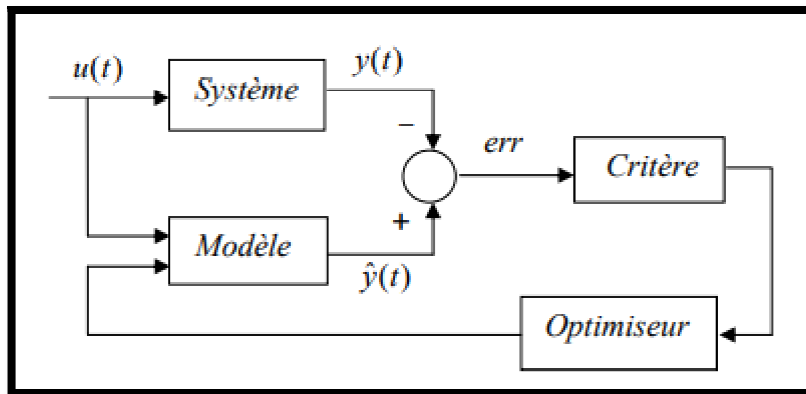 u(t)
Système
y(t)
−
err
Critère
+
Modèle
ŷ(t)
Optimiseur